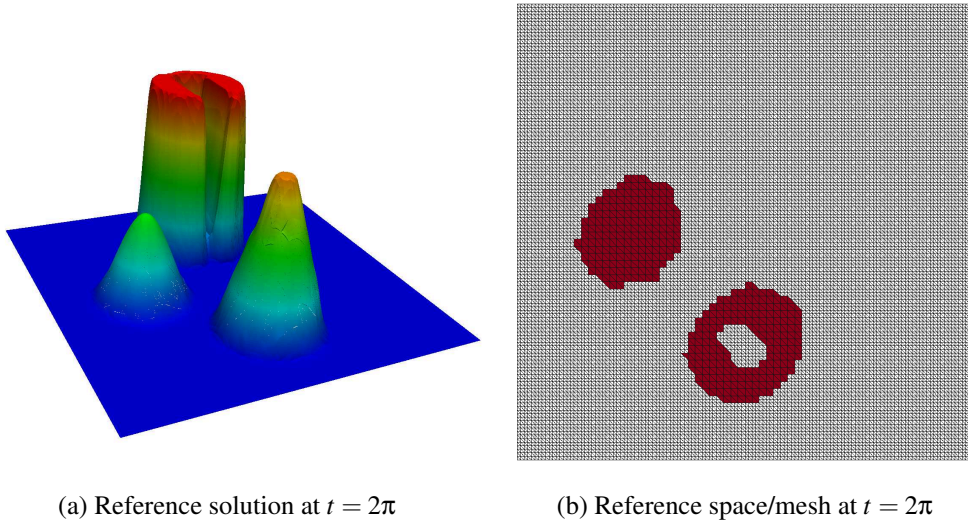 (a) Reference solution at t = 2π
(b) Reference space/mesh at t = 2π